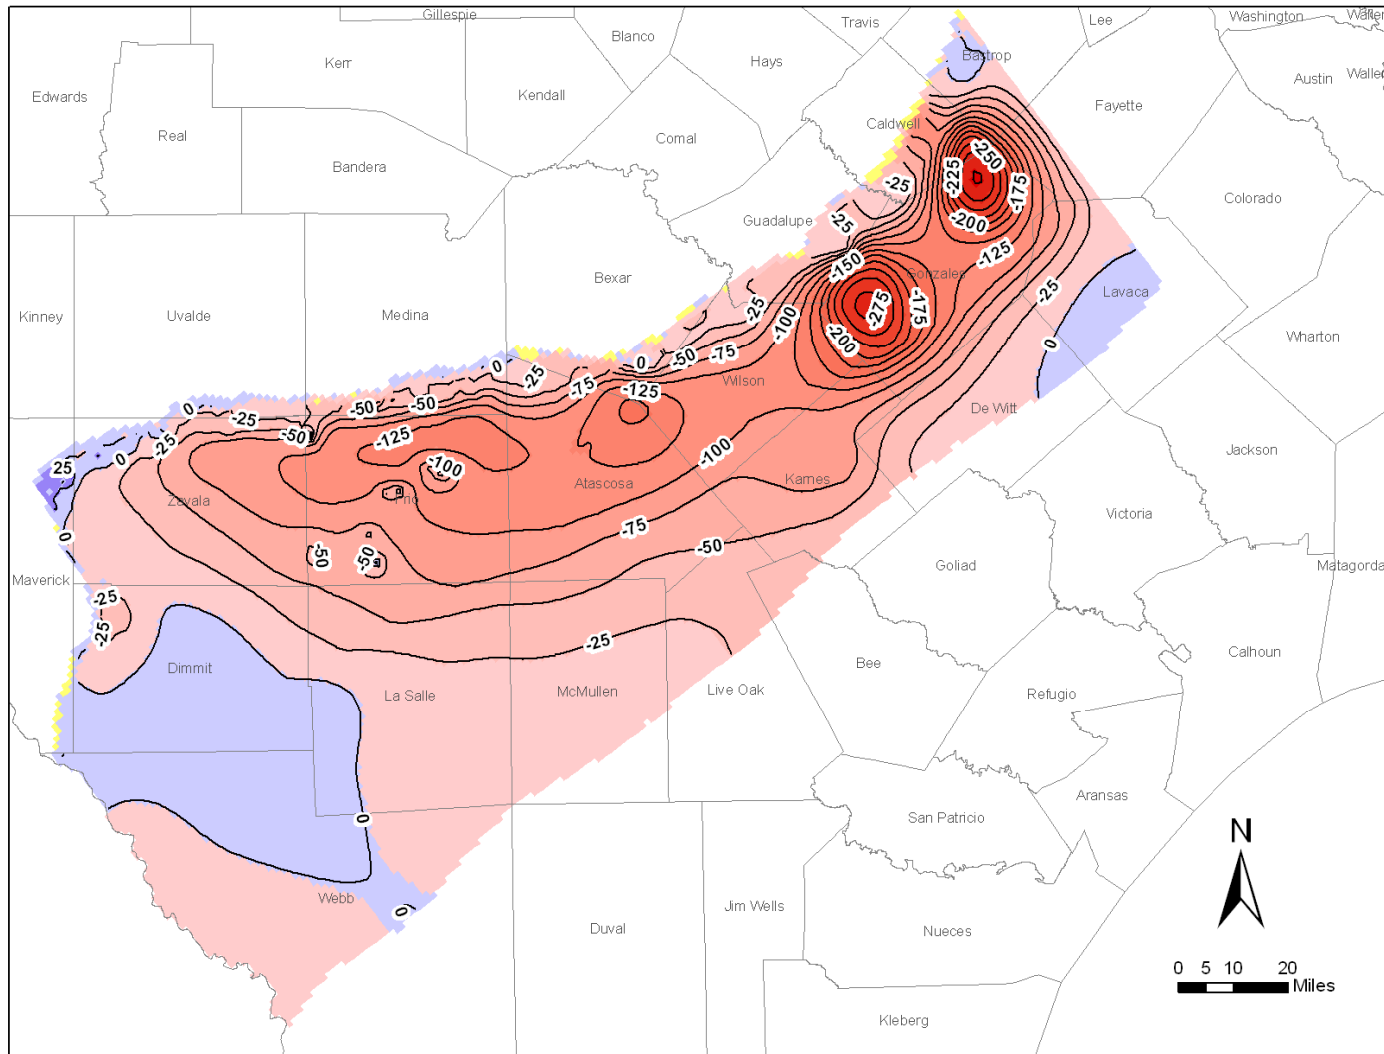 Gillespie
Travis
Lee
Washington
Blanco
Bastrop
Kerr
Hays
Austin
Edwards
Kendall
Fayette
Caldwell
Real
Comal
-250
Bandera
-25
-225
-175
Colorado
Guadalupe
-25
-200
-125
-150
Gonzales
Bexar
-25
Lavaca
Kinney
Uvalde
Medina
-25
-100
-275
-175
-200
Wharton
0
0
0
-50
-75
-25
-75
-125
Wilson
0
-25
-50
-50
-50
-125
De Witt
-25
0
25
-100
-100
Jackson
Zavala
Frio
Atascosa
Karnes
Victoria
0
-75
-50
-50
-50
Goliad
Maverick
Matagorda
-25
-25
-25
Dimmit
La Salle
McMullen
Live Oak
Bee
Refugio
Calhoun
Aransas
0
San Patricio
N
Webb
0
Jim Wells
Duval
Nueces
0 5 10 20
Miles
Kleberg